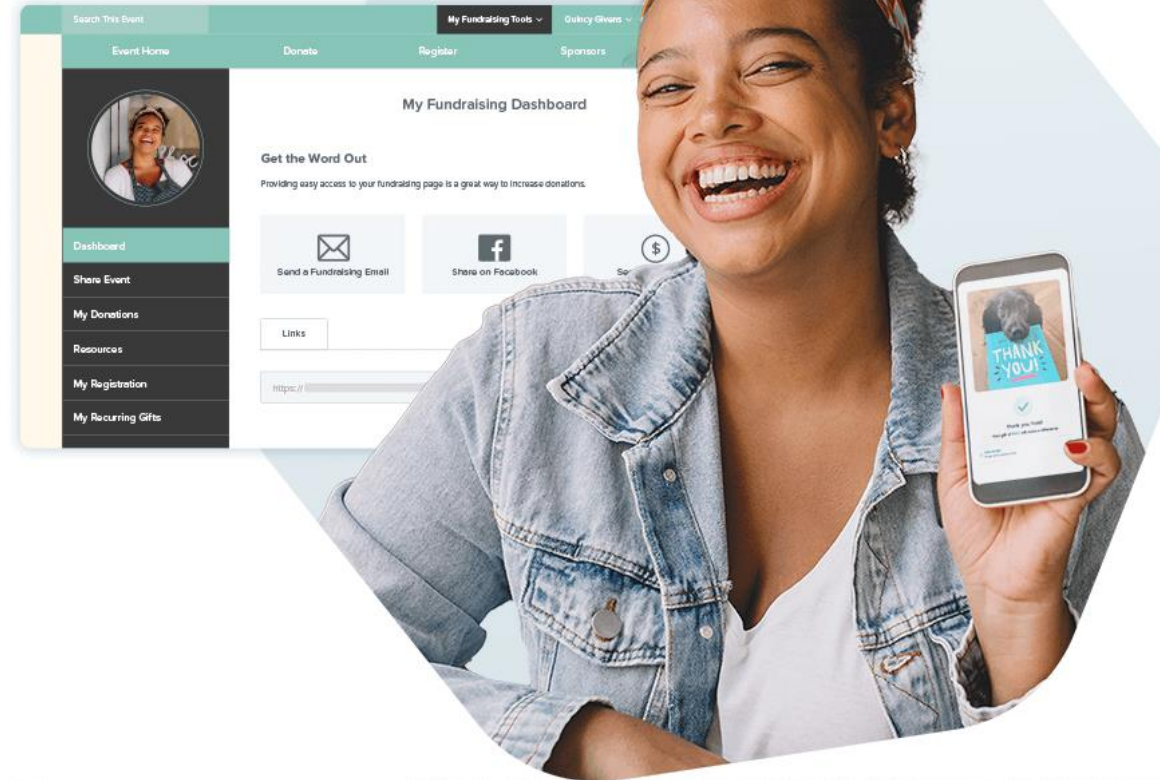 Search This Event
My Fundraising Tools
Quincy Givens
Event Home
Donate
Register
Sponsors
My Fundraising Dashboard
Get the Word Out
Providing easy access to your fundraising page is a great way to increase donations.
Send a Fundraising Email
Share on Facebook
$
Dashboard
Share Event
My Donations
Resources
My Registration
My Recurring Gifts
Links
https://
THANK
YOU!